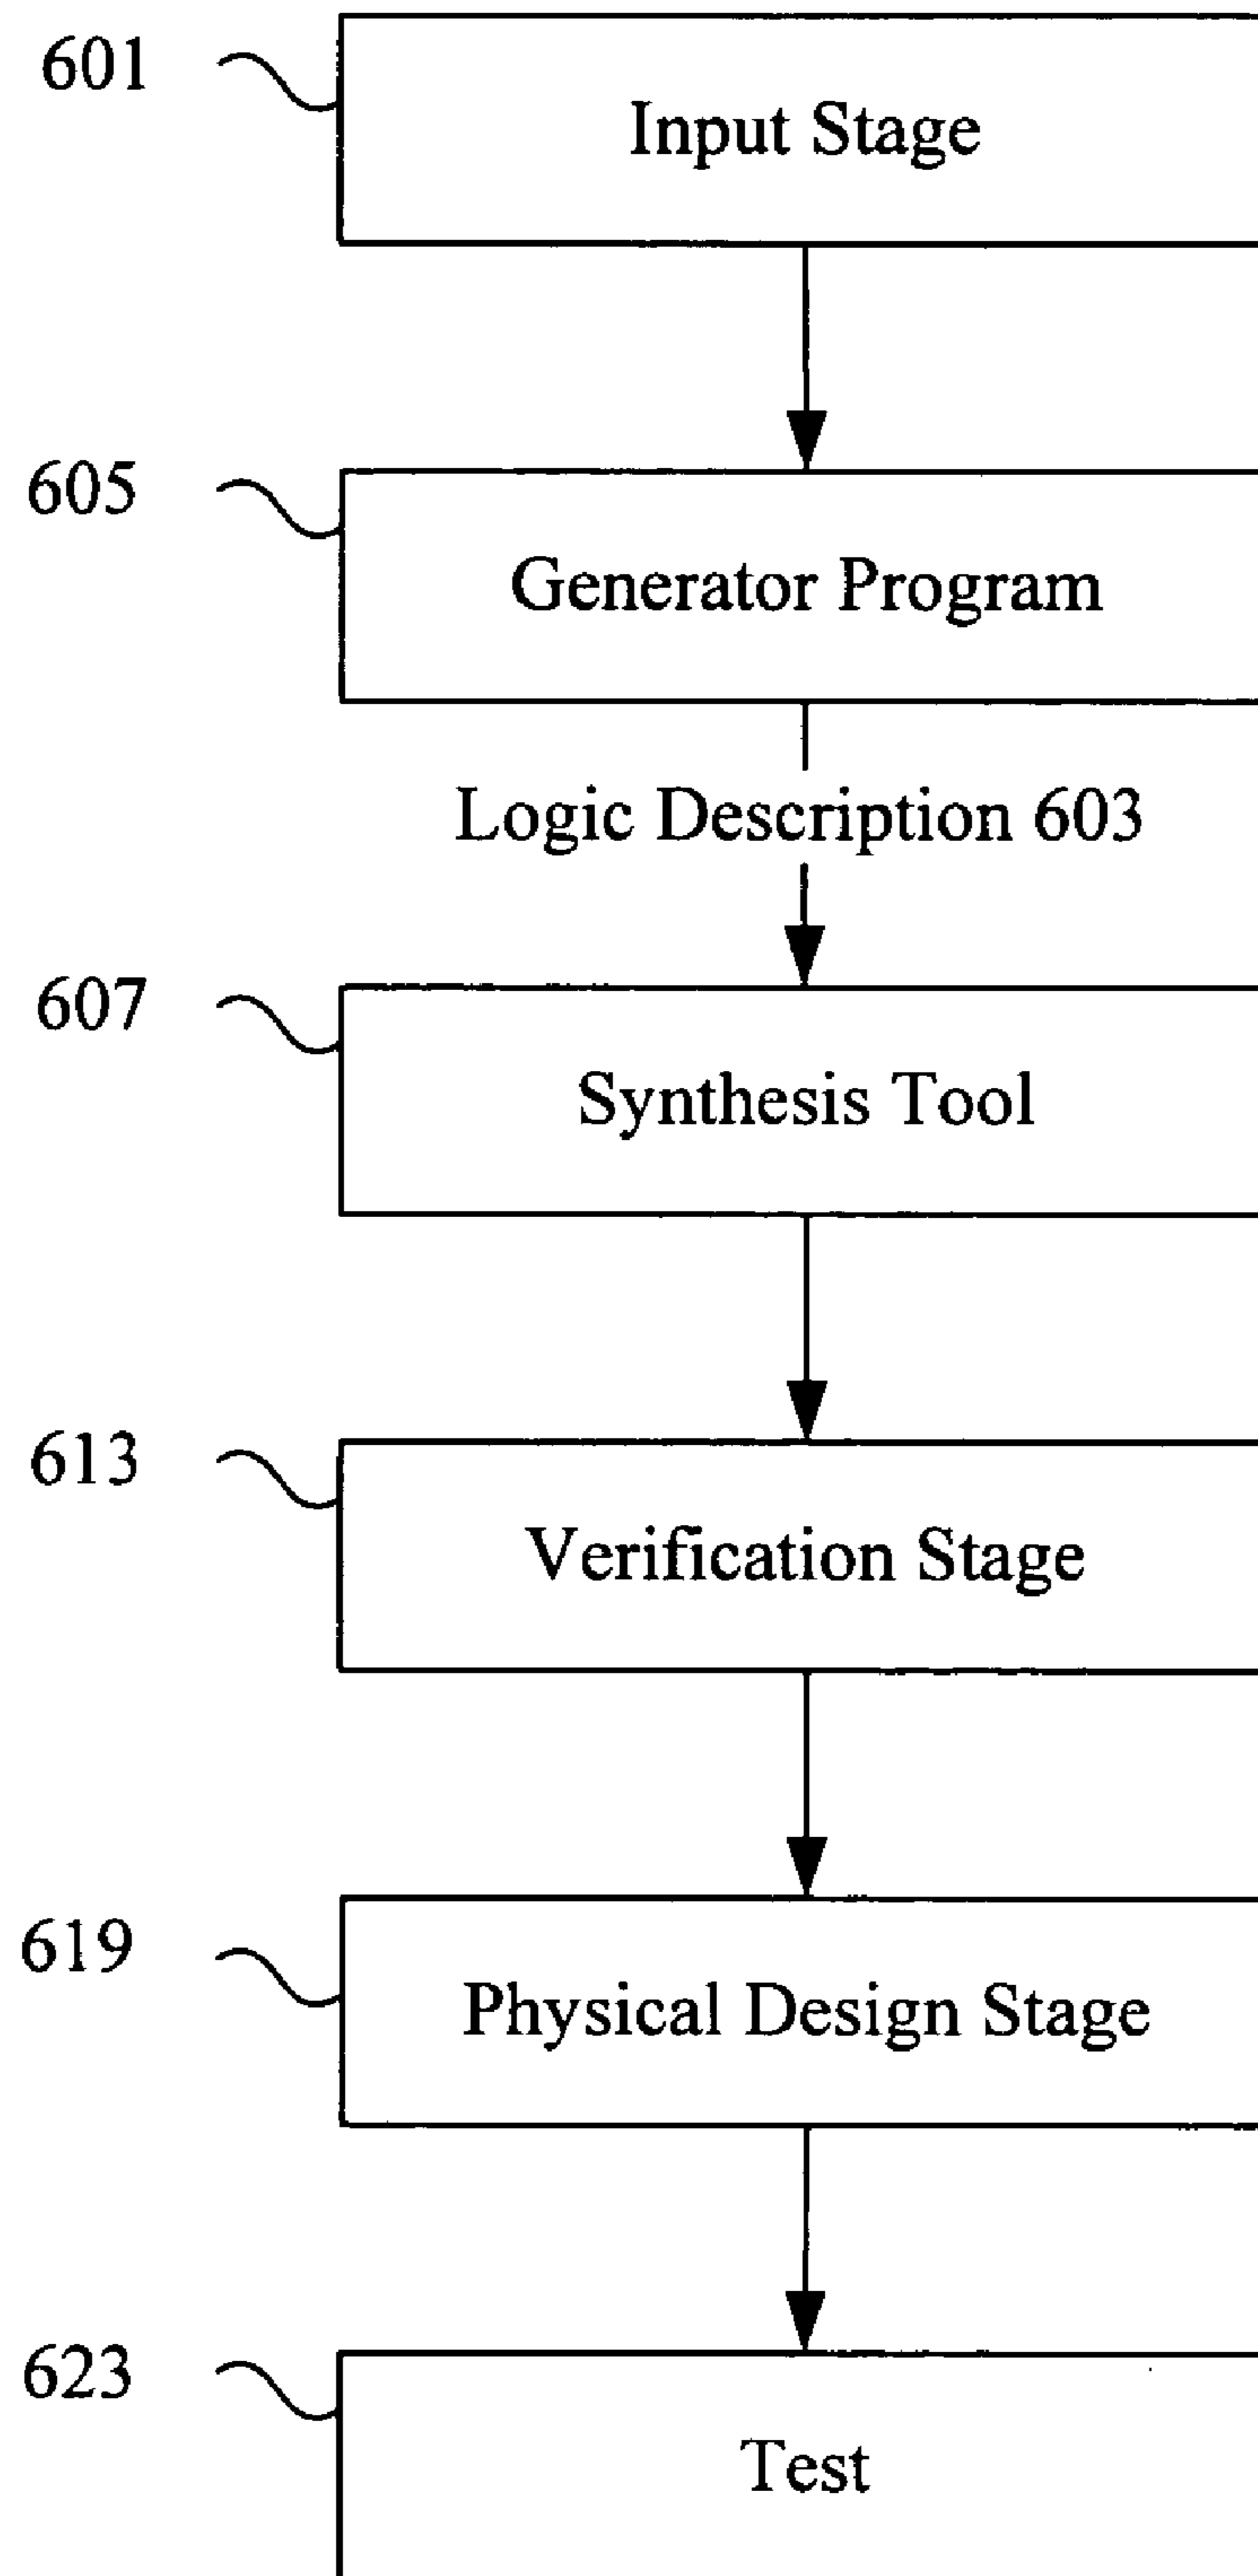 601
Input Stage
605
Generator Program
Logic Description 603
607
Synthesis Tool
613
Verification Stage
619
Physical Design Stage
623
Test